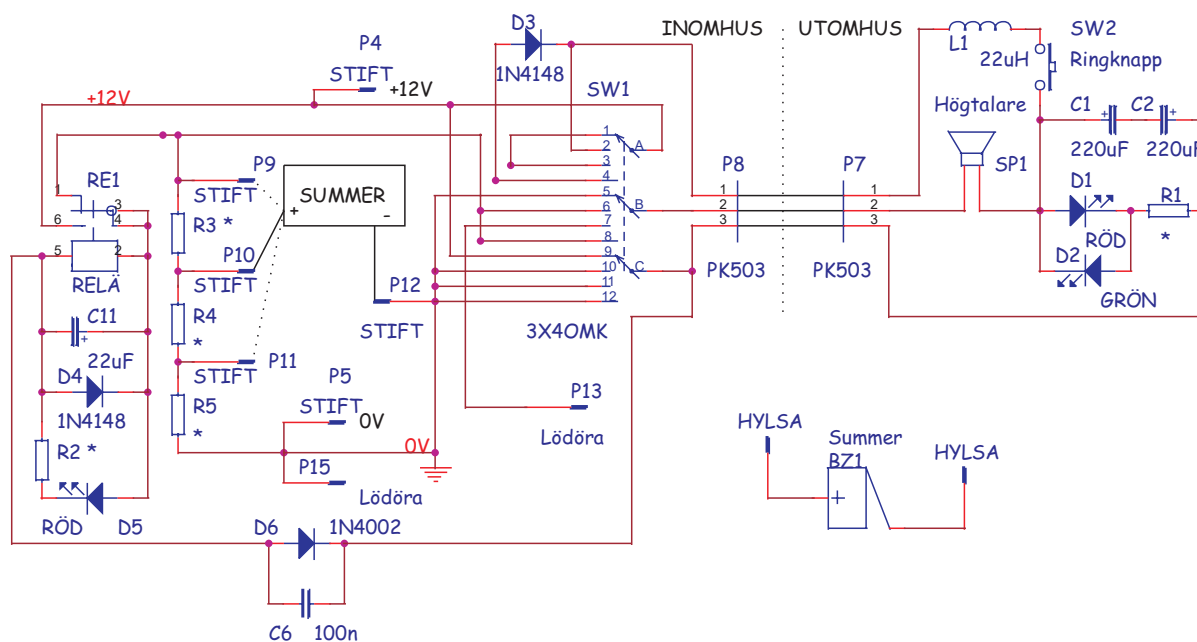 D3
INOMHUS
UTOMHUS
SW2
P4
STIFT
1N4148
L1
22uH
Ringknapp
+12V
+12V
SW1
Högtalare
C1
C2
220uF
220uF
1
2
3
4
5
6
7
8
9
10
11
12
A
B
C
P9
STIFT
SUMMER
+
-
P8
P7
SP1
1
RE1
3
6
4
5
2
RELÄ
R3 *
P10
STIFT
1
2
3
1
2
3
D1
R1
*
RÖD
D2
GRÖN
PK503
PK503
P12
STIFT
3X4OMK
C11
+
22uF
R4
*
P11
STIFT
D4
1N4148
P5
STIFT
0V
P13
Lödöra
R5
*
R2 *
0V
HYLSA
Summer
BZ1
+
HYLSA
P15
Lödöra
RÖD
D5
D6
1N4002
C6
100n